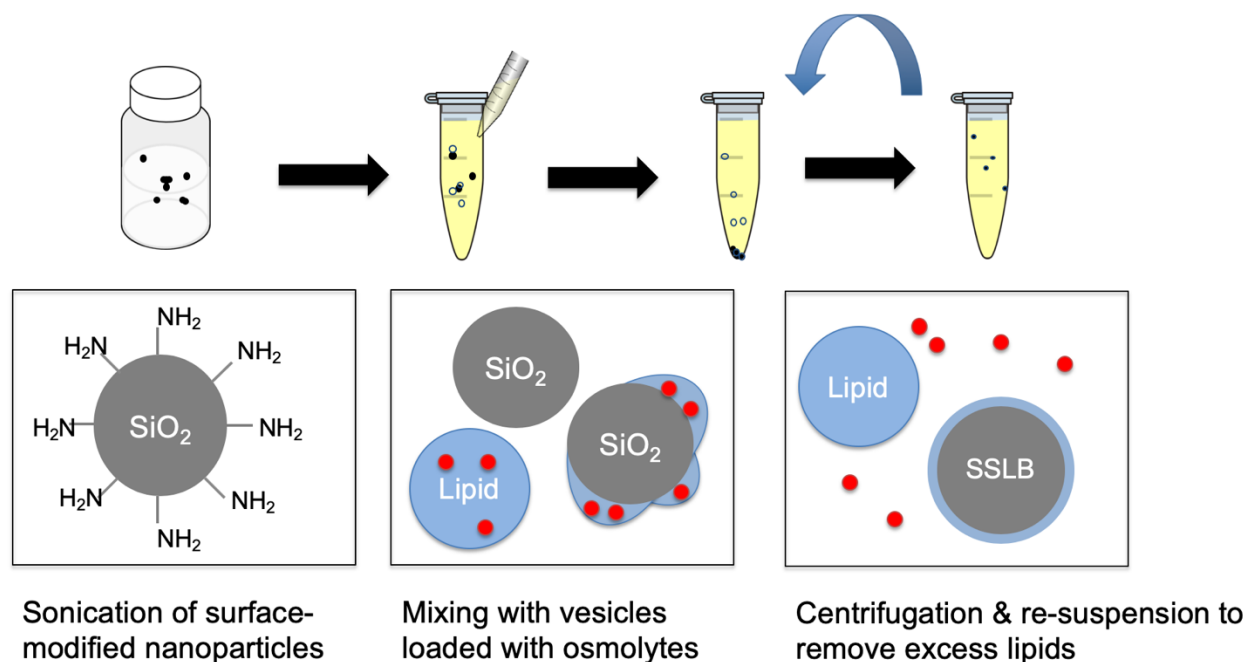 NH₂
H₂N
NH₂
H₂N
SiO₂
NH₂
H₂N
NH₂
NH₂
SiO₂
SiO₂
Lipid
Lipid
SSLB
Sonication of surface-
modified nanoparticles
Mixing with vesicles
loaded with osmolytes
Centrifugation & re-suspension to
remove excess lipids